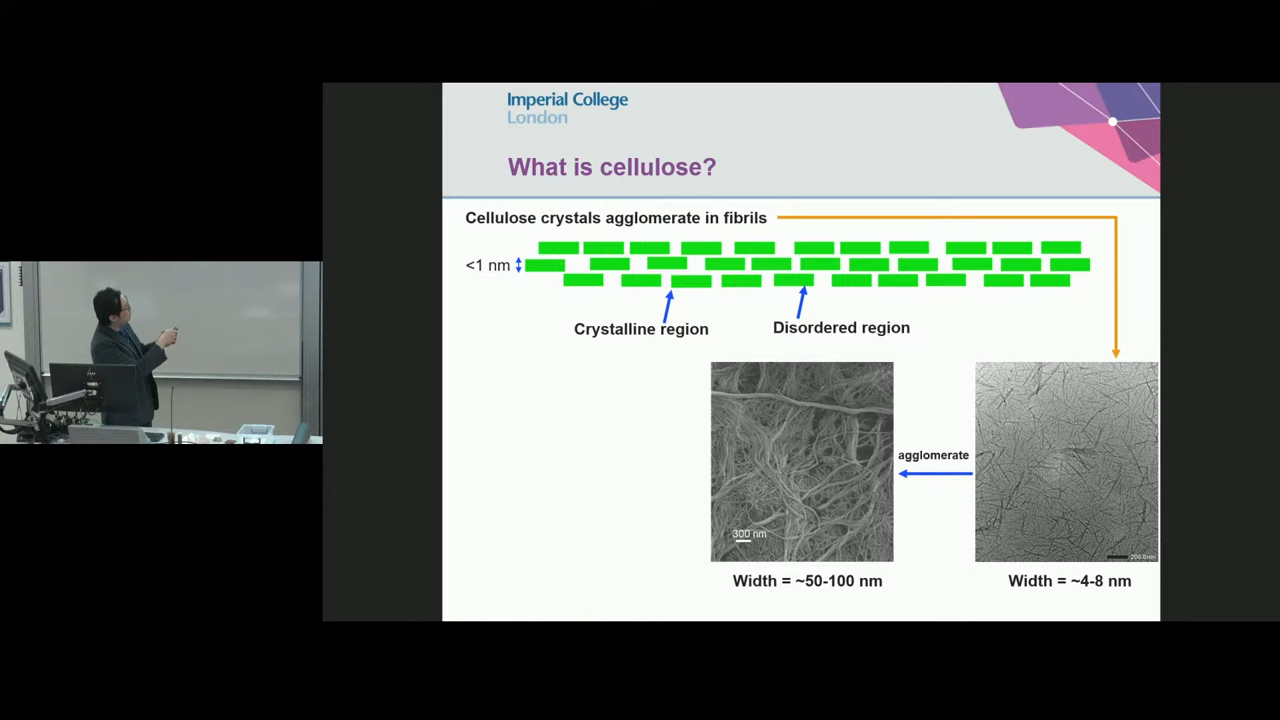 Imperial College
London
What is cellulose?
Cellulose crystals agglomerate in fibrils
<1 nm
Crystalline region
Disordered region
agglomerate
300 nm
Width = ~50-100 nm
Width = ~4-8 nm